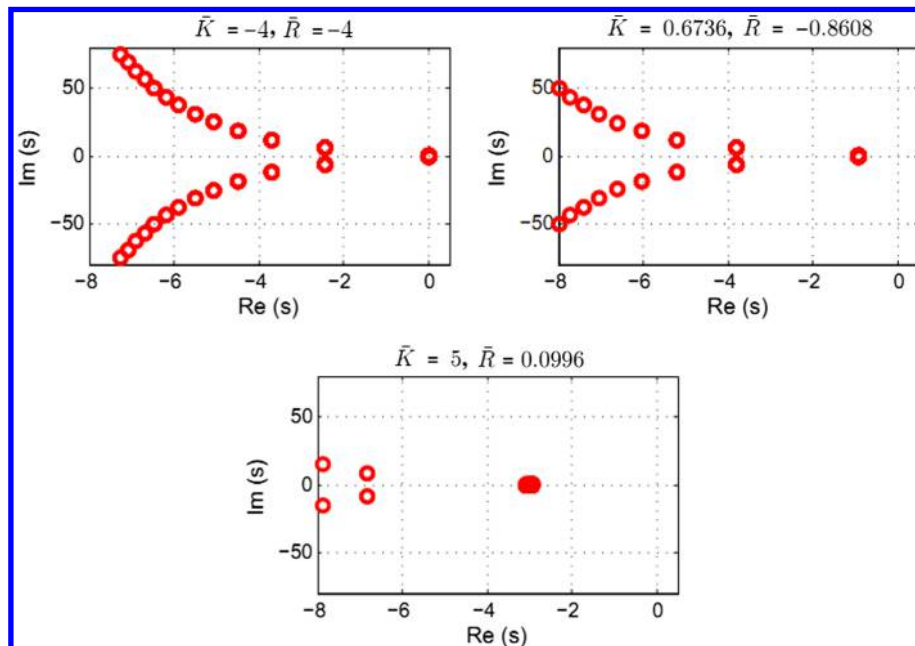 K̄ = −4, R̄ = −4
50
0
−50
Im (s)
−8 −6 −4 −2 0
Re (s)
K̄ = 0.6736, R̄ = −0.8608
50
0
−50
Im (s)
−8 −6 −4 −2 0
Re (s)
K̄ = 5, R̄ = 0.0996
50
0
−50
Im (s)
−8 −6 −4 −2 0
Re (s)